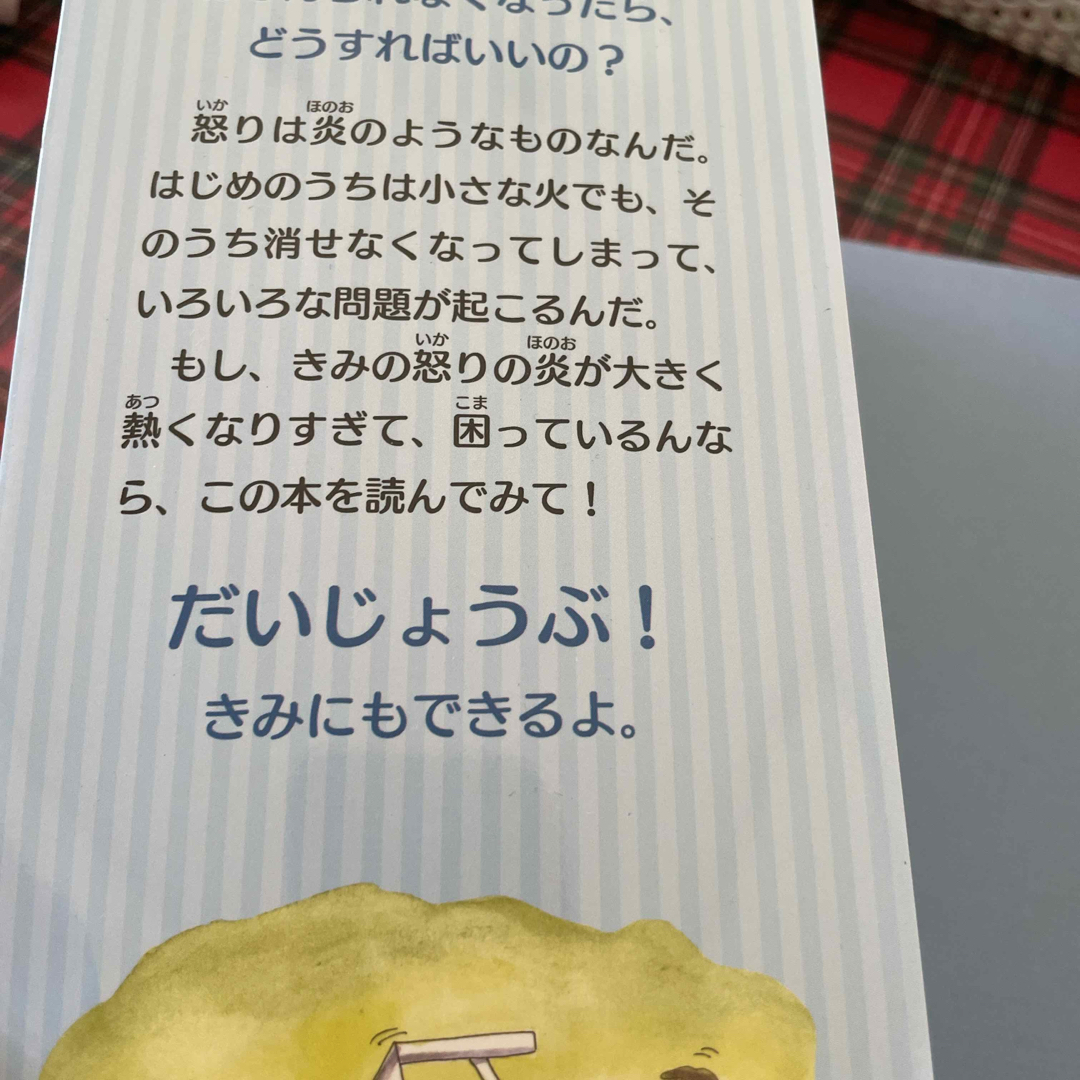 なったら、
どうすればいいの？
怒りは炎のようなものなんだ。
はじめのうちは小さな火でも、そ
のうち消せなくなってしまって、
いろいろな問題が起こるんだ。
もし、きみの怒りの炎が大きく
熱くなりすぎて、困っているんな
ら、この本を読んでみて！
だいじょうぶ！
きみにもできるよ。